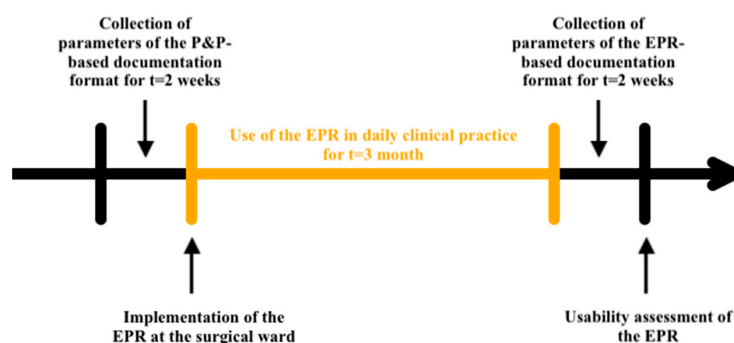 Collection of
parameters of the P&P-
based documentation
format for t=2 weeks
Collection of
parameters of the EPR-
based documentation
format for t=2 weeks
Use of the EPR in daily clinical practice
for t=3 month
Implementation of the
EPR at the surgical ward
Usability assessment of
the EPR